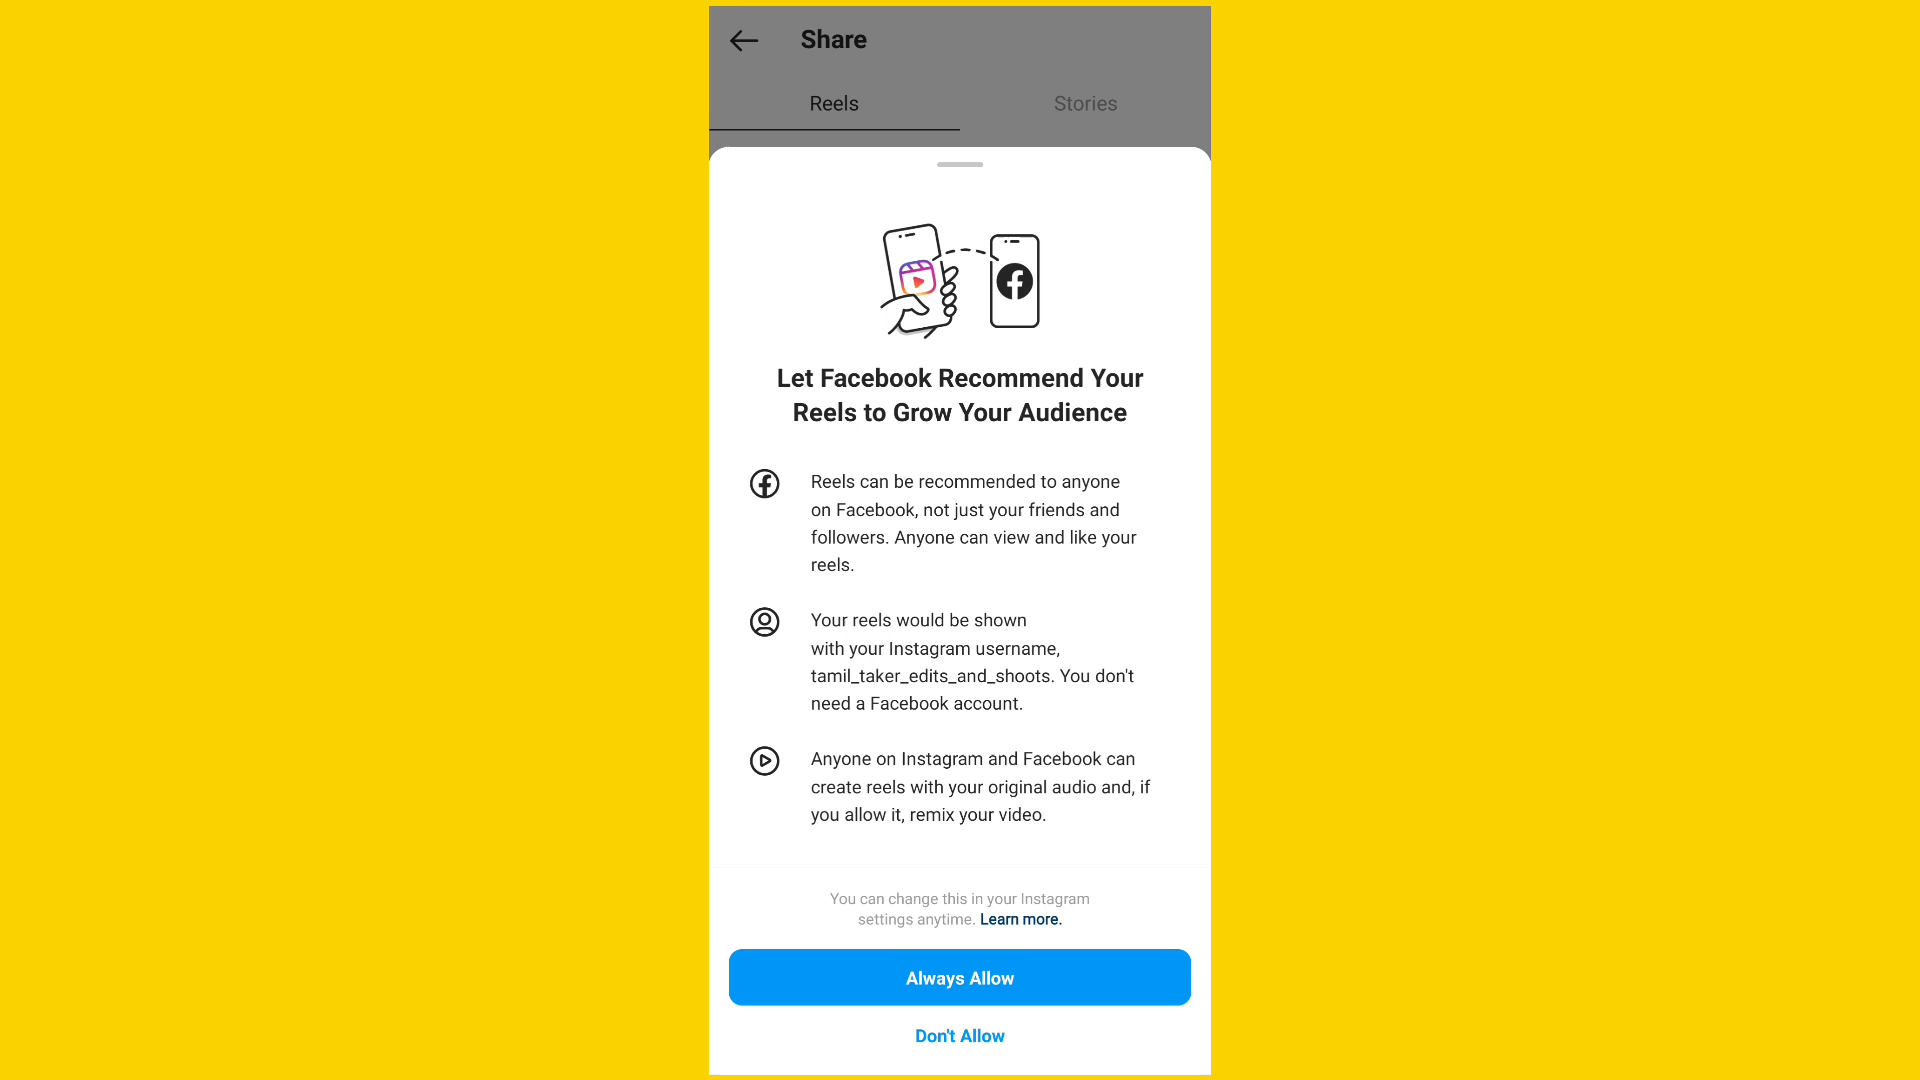 Share
Reels
Stories
Let Facebook Recommend Your
Reels to Grow Your Audience
Reels can be recommended to anyone
on Facebook, not just your friends and
followers. Anyone can view and like your
reels.
Your reels would be shown
with your Instagram username,
tamil_taker_edits_and_shoots. You don't
need a Facebook account.
Anyone on Instagram and Facebook can
create reels with your original audio and, if
you allow it, remix your video.
You can change this in your Instagram
settings anytime. Learn more.
Always Allow
Don't Allow